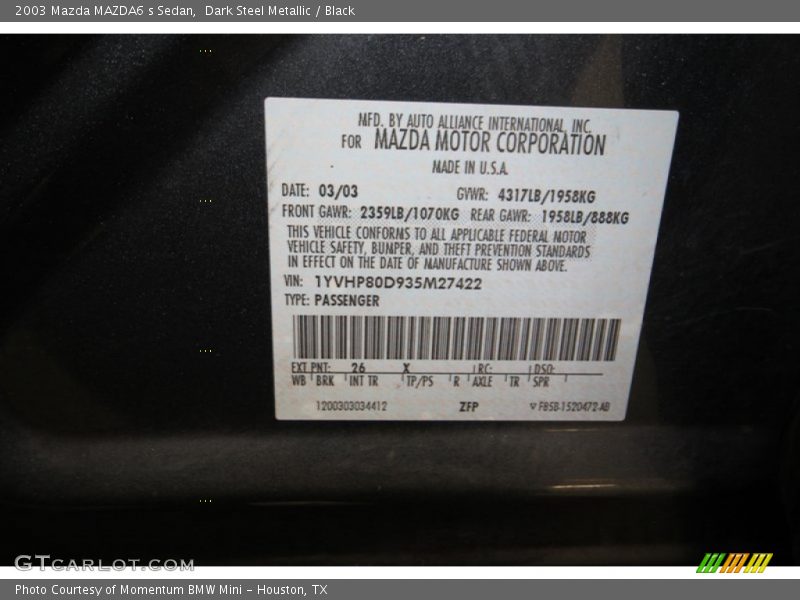 2003 Mazda MAZDA6 s Sedan,  Dark Steel Metallic / Black
MFD. BY AUTO ALLIANCE INTERNATIONAL, INC.
FOR MAZDA MOTOR CORPORATION
MADE IN U.S.A.
DATE: 03/03 GVWR: 4317LB/1958KG
FRONT GAWR: 2359LB/1070KG REAR GAWR: 1958LB/888KG
THIS VEHICLE CONFORMS TO ALL APPLICABLE FEDERAL MOTOR
VEHICLE SAFETY, BUMPER, AND THEFT PREVENTION STANDARDS
IN EFFECT ON THE DATE OF MANUFACTURE SHOWN ABOVE.
VIN: 1YVHP80D935M27422
TYPE: PASSENGER
EXT PNT: 26 X RC: DSO:
WB BRK INT TR TP/PS R AXLE TR SPR
1200303034412 ZFP F85B-1520472-AB
GTCARLOT.COM
Photo Courtesy of Momentum BMW Mini - Houston, TX